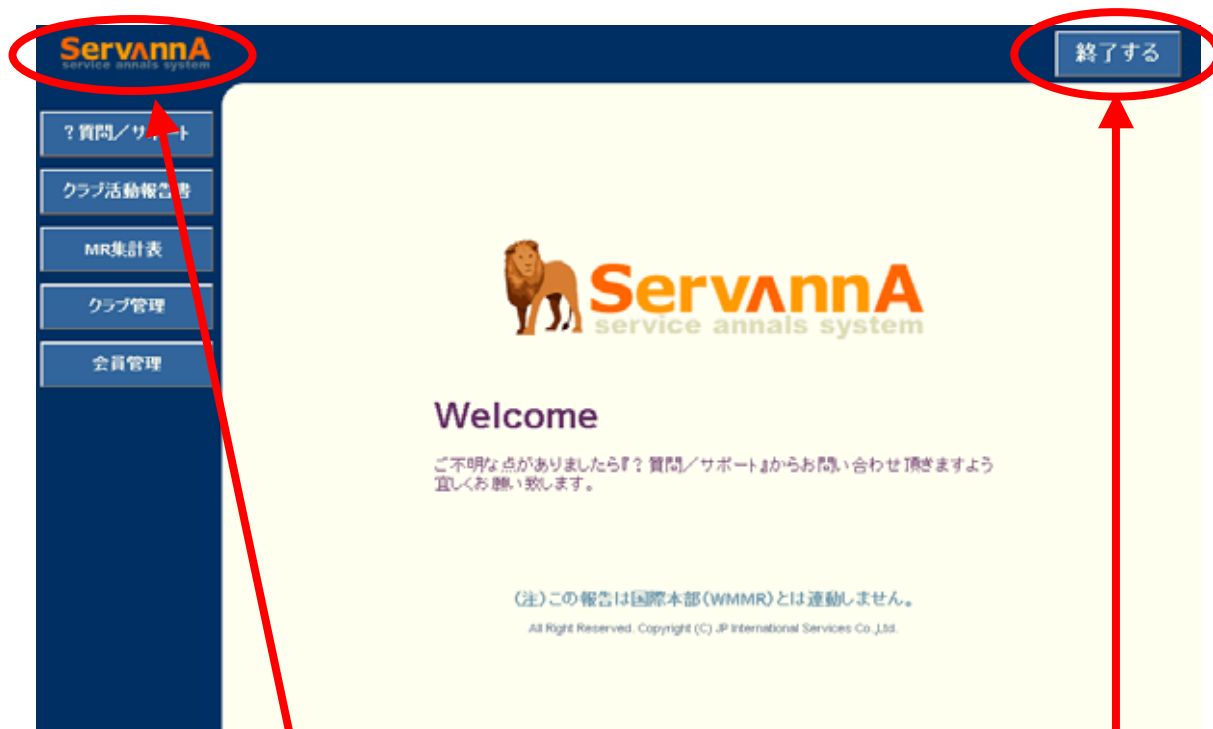 ServannA
service annals system
終了する
?質問/サポート
クラブ活動報告書
MR集計表
クラブ管理
会員管理
ServannA
service annals system
Welcome
ご不明な点がありましたら『?質問/サポート』からお問い合わせ頂きますよう
宜しくお願い致します。
(注)この報告は国際本部(WMMR)とは連動しません。
All Right Reserved. Copyright (C) JP International Services Co.,Ltd.